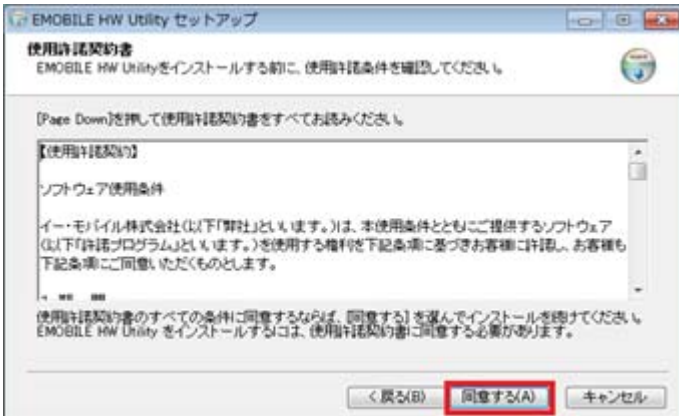 EMOBILE HW Utility セットアップ
使用許諾契約書
EMOBILE HW Utilityをインストールする前に、使用許諾条件を確認してください。
[Page Down]を押して使用許諾契約書をすべてお読みください。
【使用許諾契約】
ソフトウェア使用条件
イー・モバイル株式会社(以下「弊社」といいます。)は、本使用条件とともにご提供するソフトウェア
(以下「許諾プログラム」といいます。)を使用する権利を下記条項に基づきお客様に許諾し、お客様も
下記条項にご同意いただくものとします。
使用許諾契約書のすべての条件に同意するならば、[同意する] を選んでインストールを続けてください。
EMOBILE HW Utility をインストールするには、使用許諾契約書に同意する必要があります。
< 戻る(B)
同意する(A)
キャンセル